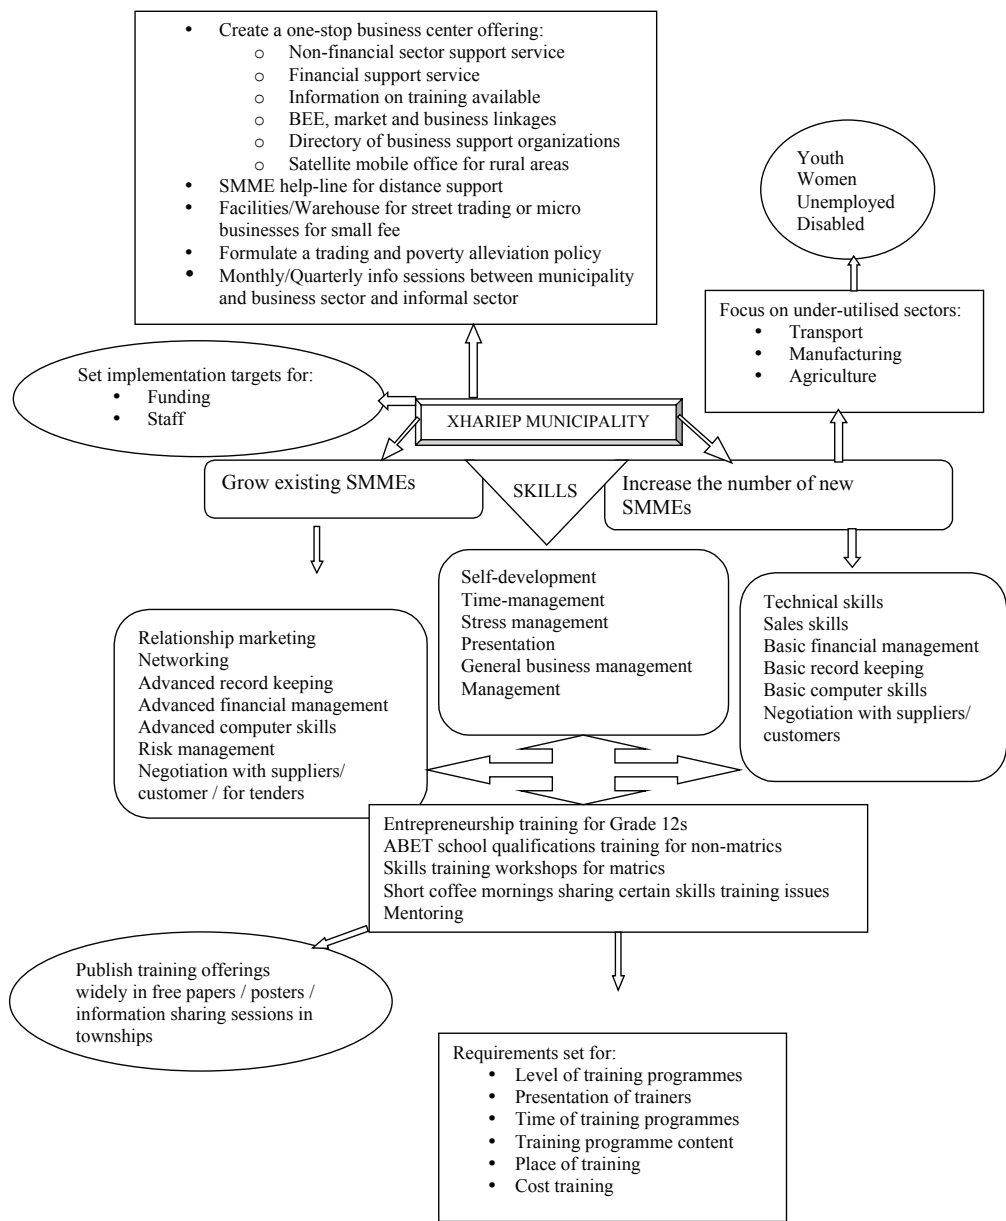 • Create a one-stop business center offering:
o Non-financial sector support service
o Financial support service
o Information on training available
o BEE, market and business linkages
o Directory of business support organizations
o Satellite mobile office for rural areas
• SMME help-line for distance support
• Facilities/Warehouse for street trading or micro
businesses for small fee
• Formulate a trading and poverty alleviation policy
• Monthly/Quarterly info sessions between municipality
and business sector and informal sector
Youth
Women
Unemployed
Disabled
Focus on under-utilised sectors:
• Transport
• Manufacturing
• Agriculture
Set implementation targets for:
• Funding
• Staff
XHARIEP MUNICIPALITY
Grow existing SMMEs
SKILLS
Increase the number of new
SMMEs
Relationship marketing
Networking
Advanced record keeping
Advanced financial management
Advanced computer skills
Risk management
Negotiation with suppliers/
customer / for tenders
Self-development
Time-management
Stress management
Presentation
General business management
Management
Technical skills
Sales skills
Basic financial management
Basic record keeping
Basic computer skills
Negotiation with suppliers/
customers
Entrepreneurship training for Grade 12s
ABET school qualifications training for non-matrics
Skills training workshops for matrics
Short coffee mornings sharing certain skills training issues
Mentoring
Publish training offerings
widely in free papers / posters /
information sharing sessions in
townships
Requirements set for:
• Level of training programmes
• Presentation of trainers
• Time of training programmes
• Training programme content
• Place of training
• Cost training